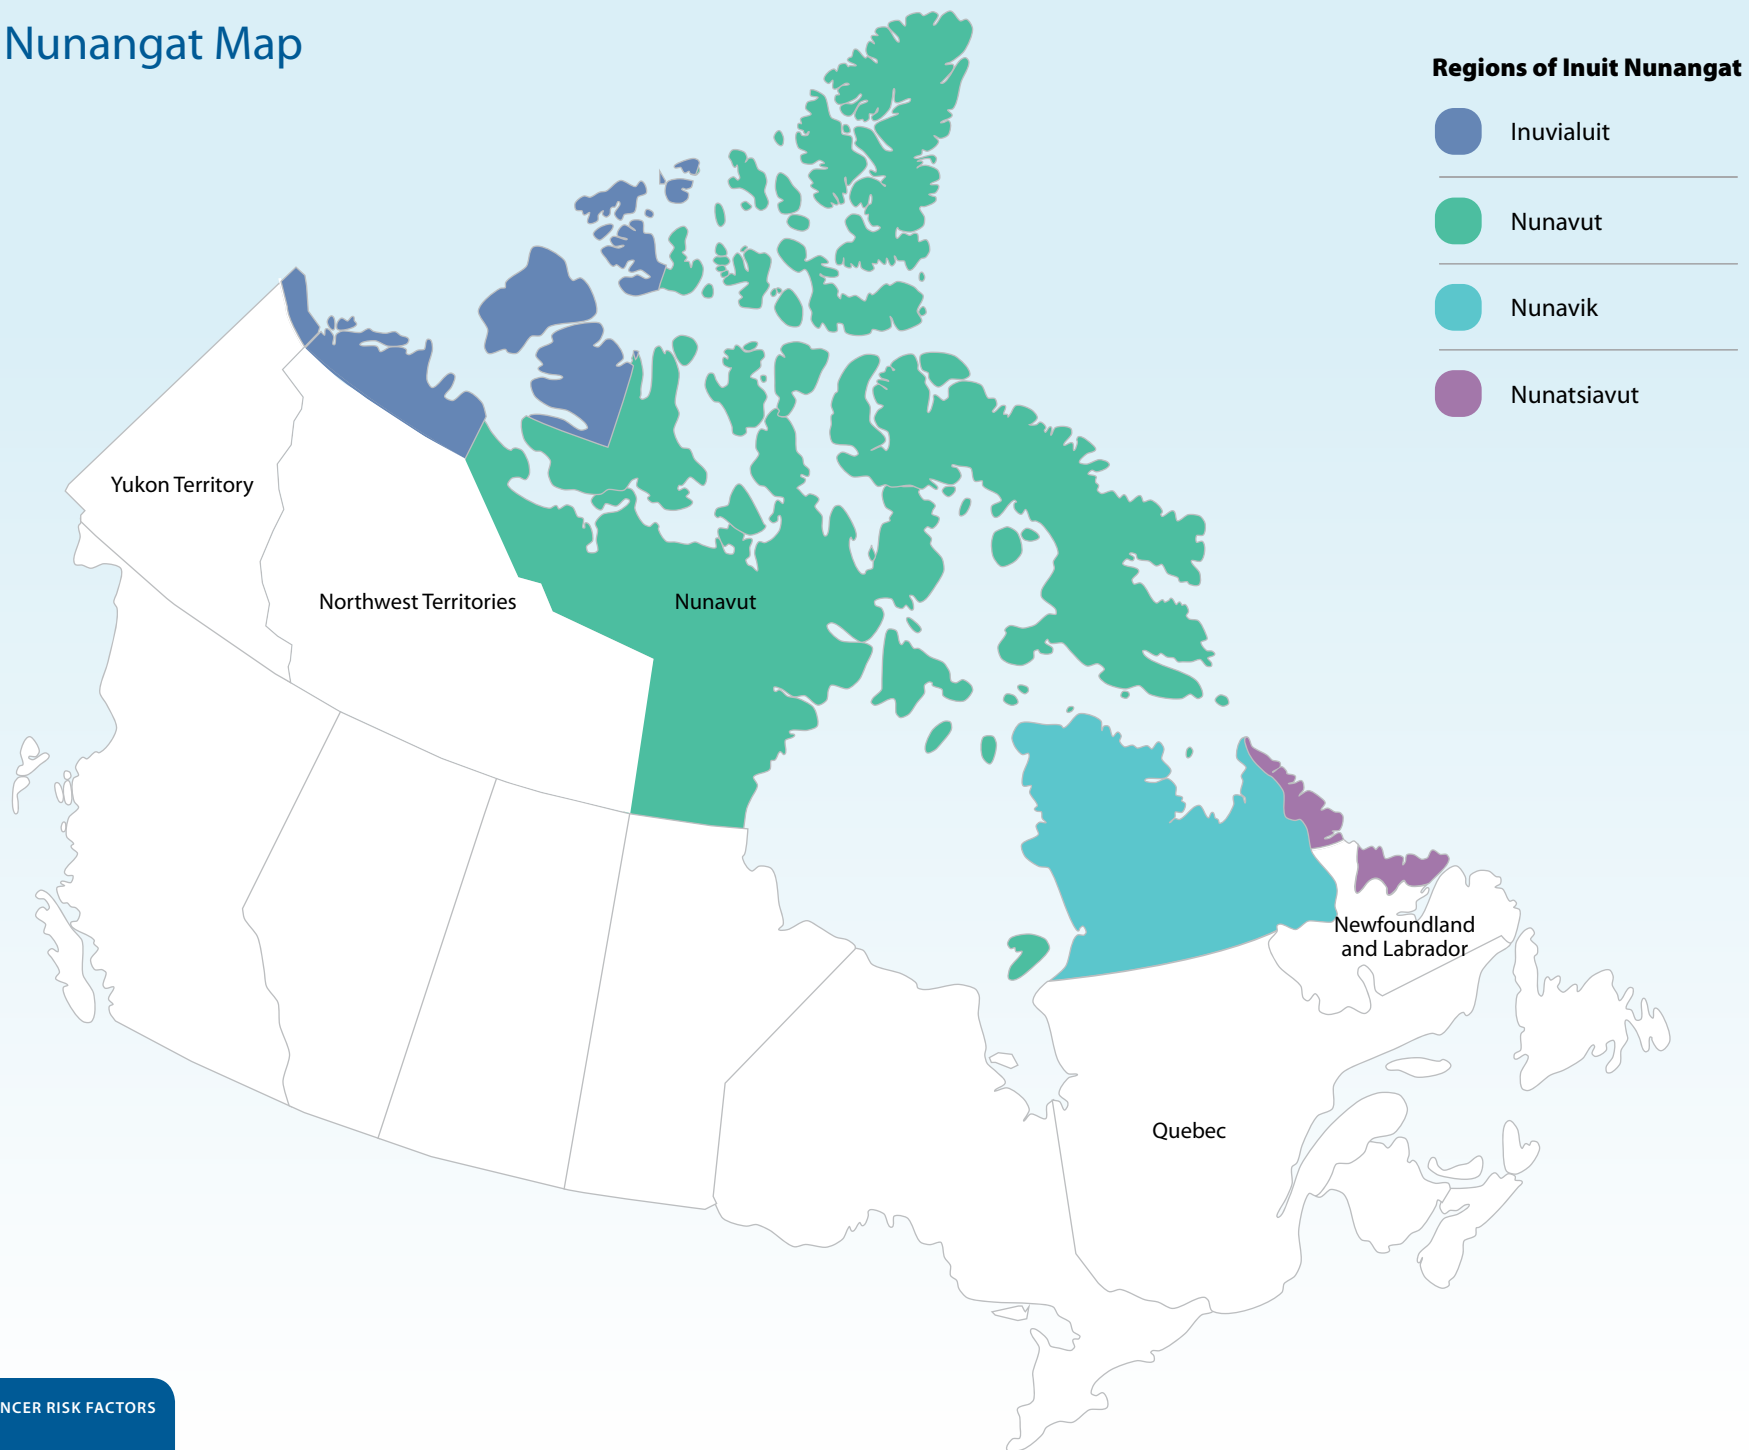 Nunangat Map
Regions of Inuit Nunangat
Inuvialuit
Nunavut
Nunavik
Nunatsiavut
Yukon Territory
Northwest Territories
Nunavut
Newfoundland
and Labrador
Quebec
NCER RISK FACTORS